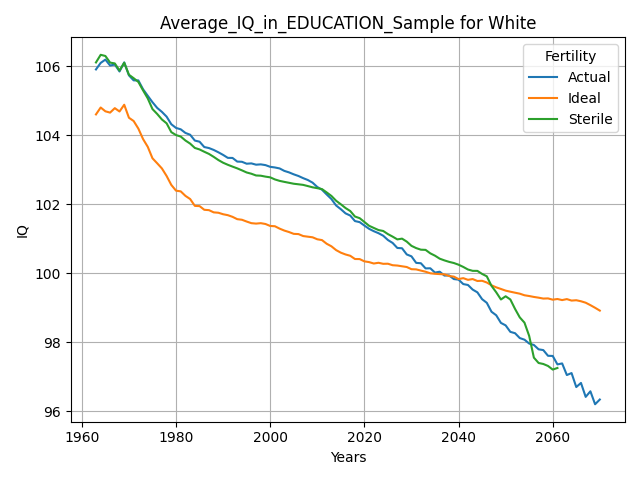 Average_IQ_in_EDUCATION_Sample for White
Fertility
Actual
Ideal
Sterile
106
104
102
100
98
96
IQ
1960
1980
2000
2020
2040
2060
Years